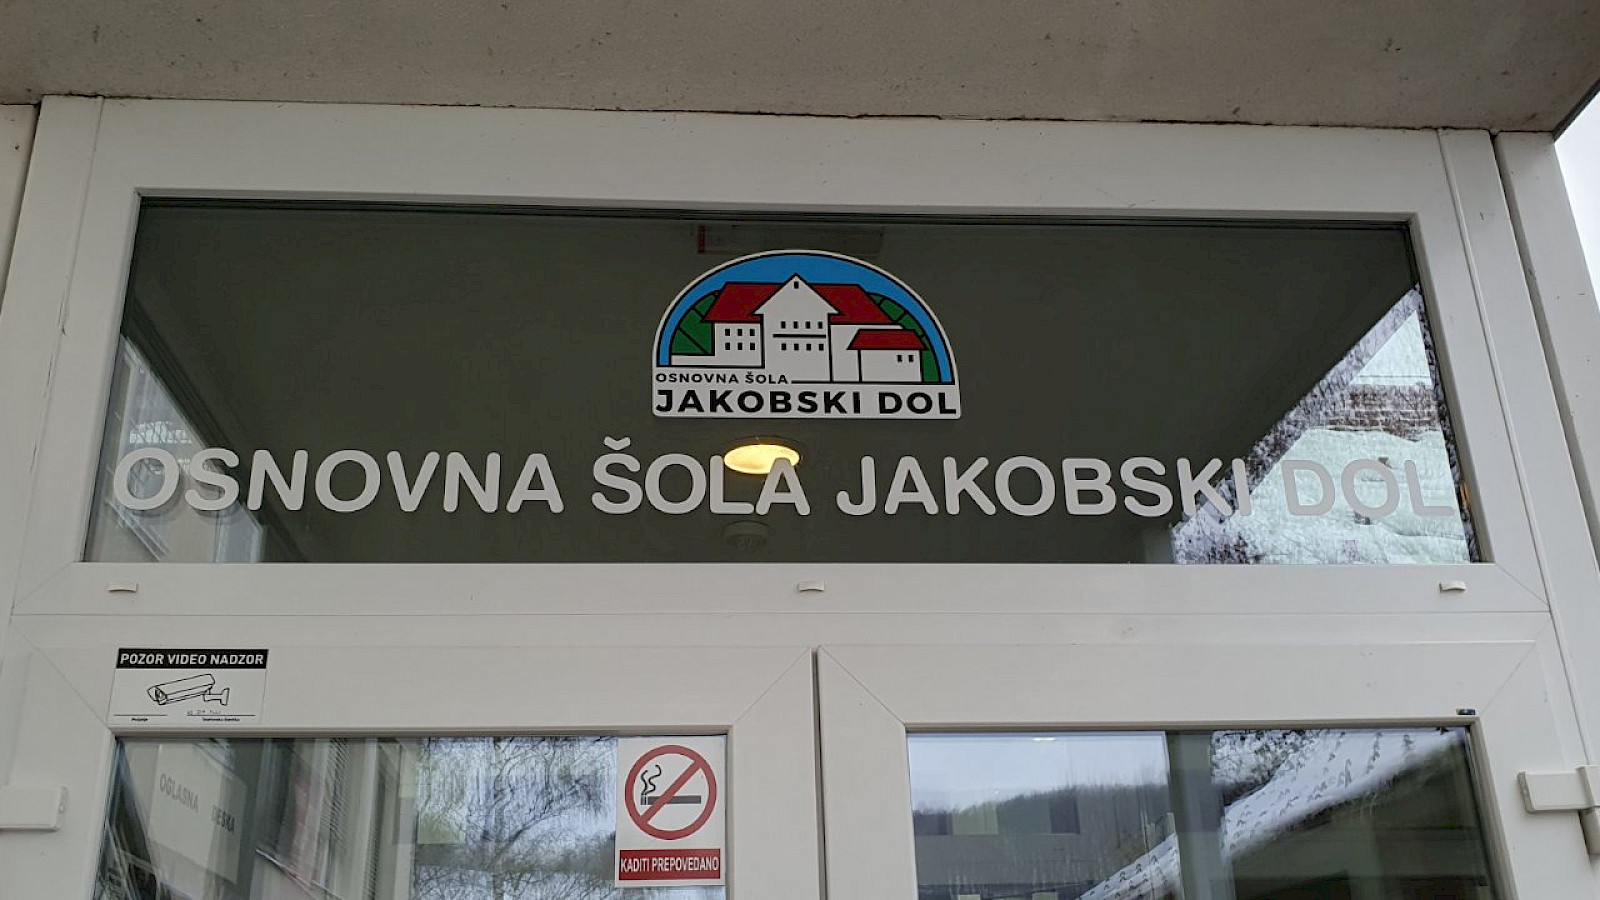 OSNOVNA ŠOLA
JAKOBSKI DOL
OSNOVNA ŠOLA JAKOBSKI DOL
POZOR VIDEO NADZOR
OGLASNA DESKA
KADITI PREPOVEDANO